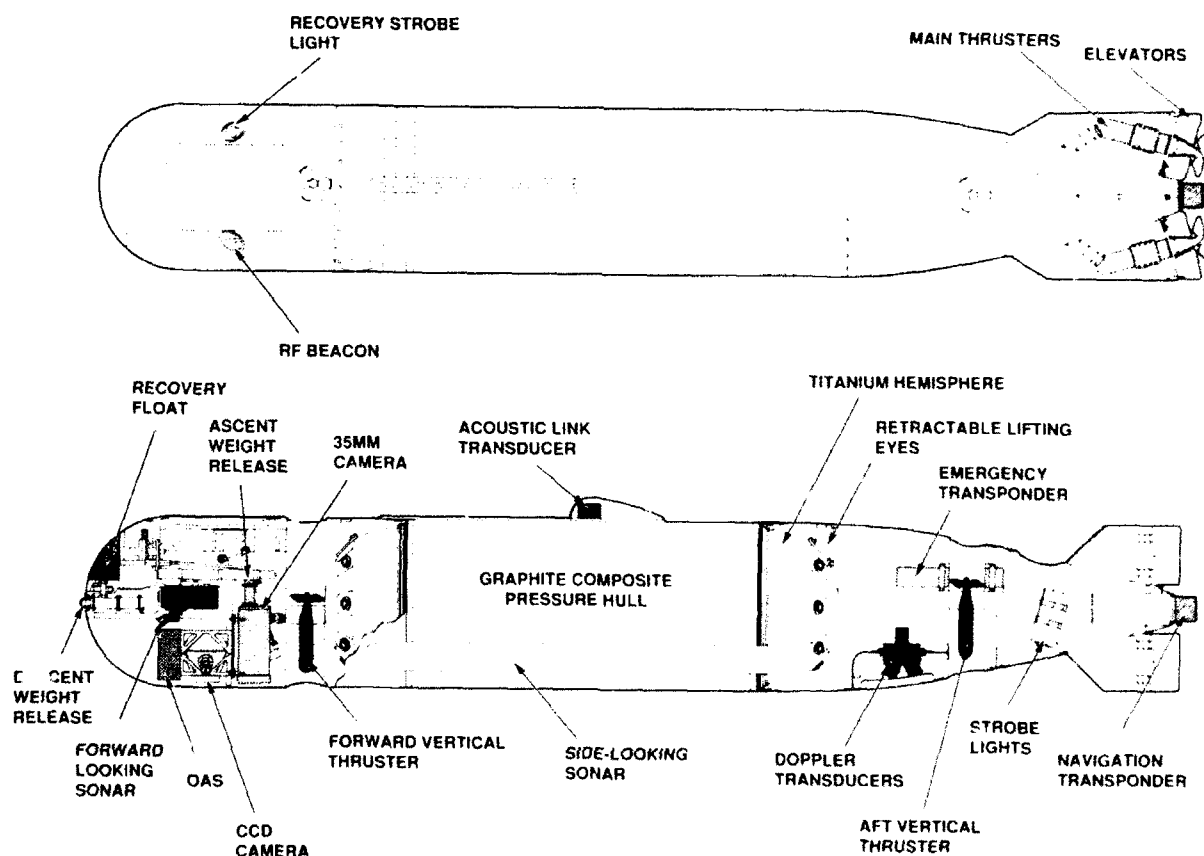 RECOVERY STROBE
LIGHT
MAIN THRUSTERS
ELEVATORS
RF BEACON
RECOVERY
FLOAT
ASCENT
WEIGHT
RELEASE
35MM
CAMERA
ACOUSTIC LINK
TRANSDUCER
TITANIUM HEMISPHERE
RETRACTABLE LIFTING
EYES
EMERGENCY
TRANSPONDER
GRAPHITE COMPOSITE
PRESSURE HULL
WEIGHT
RELEASE
FORWARD
LOOKING
SONAR
OAS
CCD
CAMERA
FORWARD VERTICAL
THRUSTER
SIDE-LOOKING
SONAR
DOPPLER
TRANSDUCERS
AFT VERTICAL
THRUSTER
STROBE
LIGHTS
NAVIGATION
TRANSPONDER